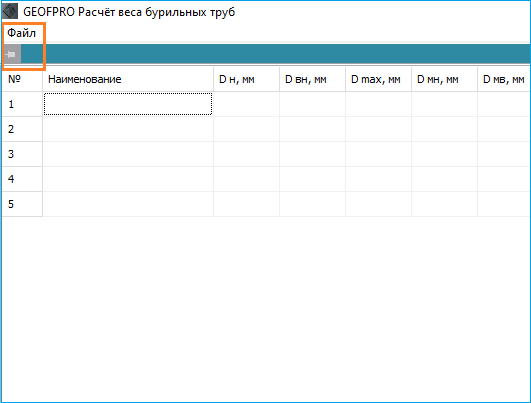 GEOFPRO Расчёт веса бурильных труб
Файл
№ Наименование D н, мм D вн, мм D max, мм D мн, мм D мв, мм
1
2
3
4
5